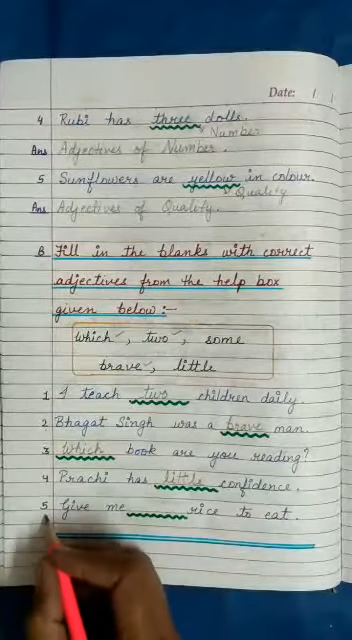 Date: / /
4 Rubi has three dolls.
Number
Ans Adjectives of Number.
5 Sunflowers are yellow in colour.
Quality
Ans Adjectives of Quality.
B Fill in the blanks with correct
adjectives from the help box
given below:-
which, two, some
brave, little
1 I teach two children daily
2 Bhagat Singh was a brave man.
3 Which book are you reading?
4 Prachi has little confidence.
5 Give me rice to eat.